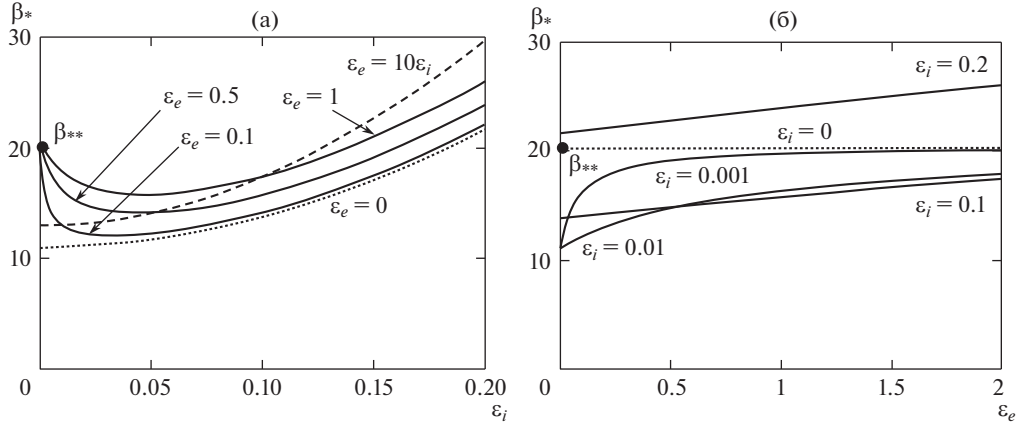 β*
(а)
30
εe = 10εi
εe = 1
εe = 0.5
β**
εe = 0.1
20
εe = 0
10
0
0.05
0.10
0.15
0.20
εi
β*
(б)
30
εi = 0.2
εi = 0
20
β**
εi = 0.001
εi = 0.1
εi = 0.01
10
0
0.5
1
1.5
2
εe